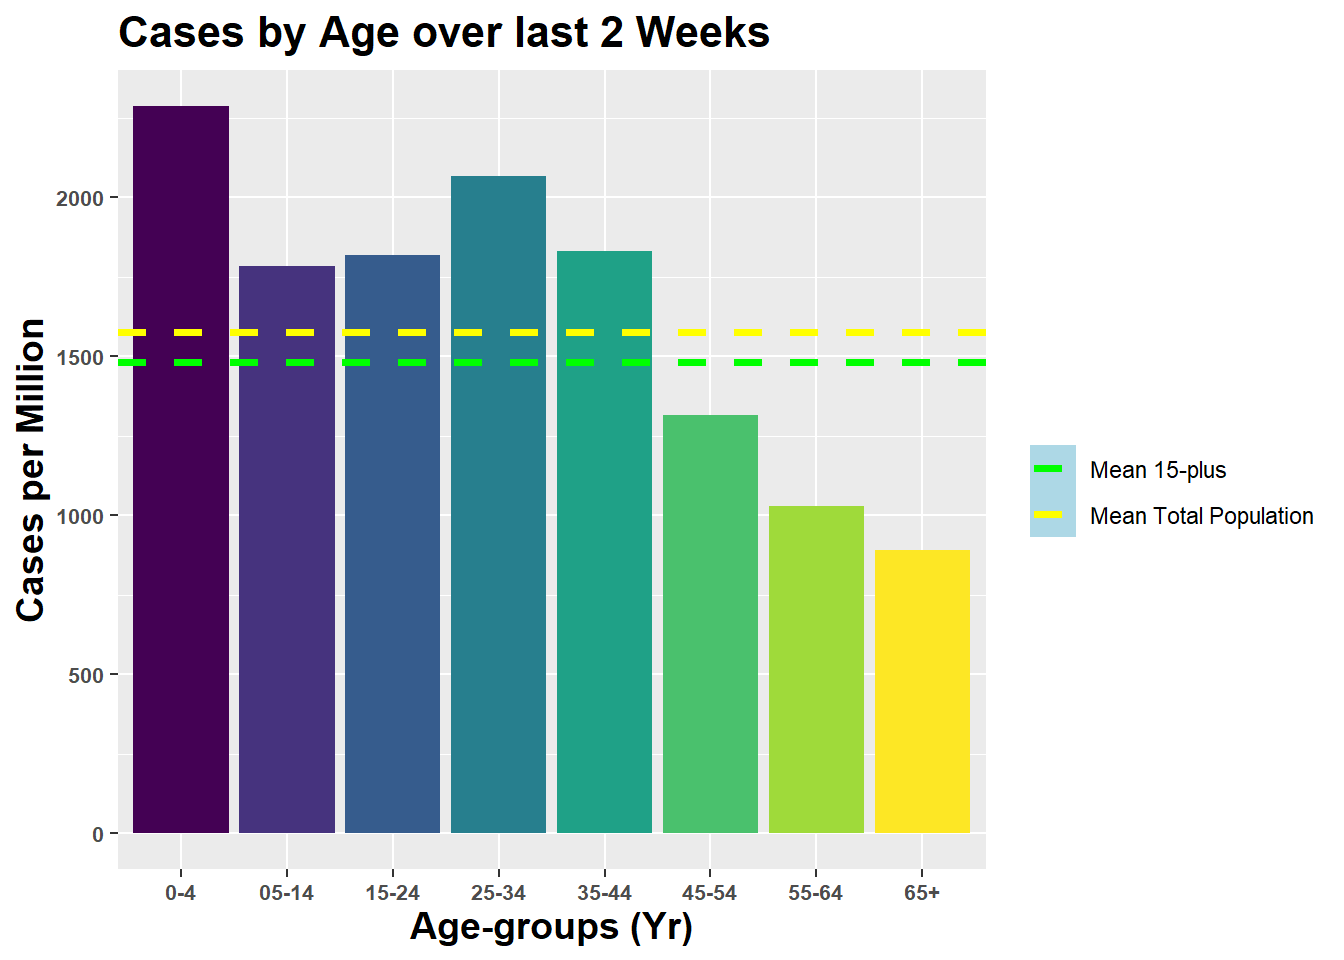 Cases by Age over last 2 Weeks
Cases per Million
2000
1500
1000
500
0
0-4 05-14 15-24 25-34 35-44 45-54 55-64 65+
Age-groups (Yr)
Mean 15-plus
Mean Total Population